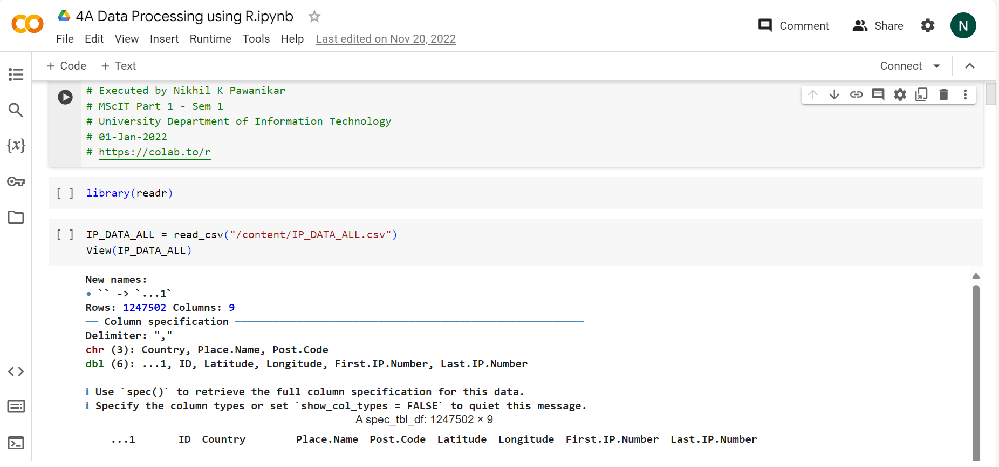 4A Data Processing using R.ipynb
File Edit View Insert Runtime Tools Help Last edited on Nov 20, 2022
Comment Share N
+ Code + Text
Connect
{x}
# Executed by Nikhil K Pawanikar
# MScIT Part 1 - Sem 1
# University Department of Information Technology
# 01-Jan-2022
# https://colab.to/r
[ ] library(readr)
[ ] IP_DATA_ALL = read_csv("/content/IP_DATA_ALL.csv")
View(IP_DATA_ALL)
New names:
• `` -> `...1`
Rows: 1247502 Columns: 9
── Column specification ────────────────────────────────────────────────────────
Delimiter: ","
chr (3): Country, Place.Name, Post.Code
dbl (6): ...1, ID, Latitude, Longitude, First.IP.Number, Last.IP.Number
ℹ Use `spec()` to retrieve the full column specification for this data.
ℹ Specify the column types or set `show_col_types = FALSE` to quiet this message.
A spec_tbl_df: 1247502 × 9
...1 ID Country Place.Name Post.Code Latitude Longitude First.IP.Number Last.IP.Number